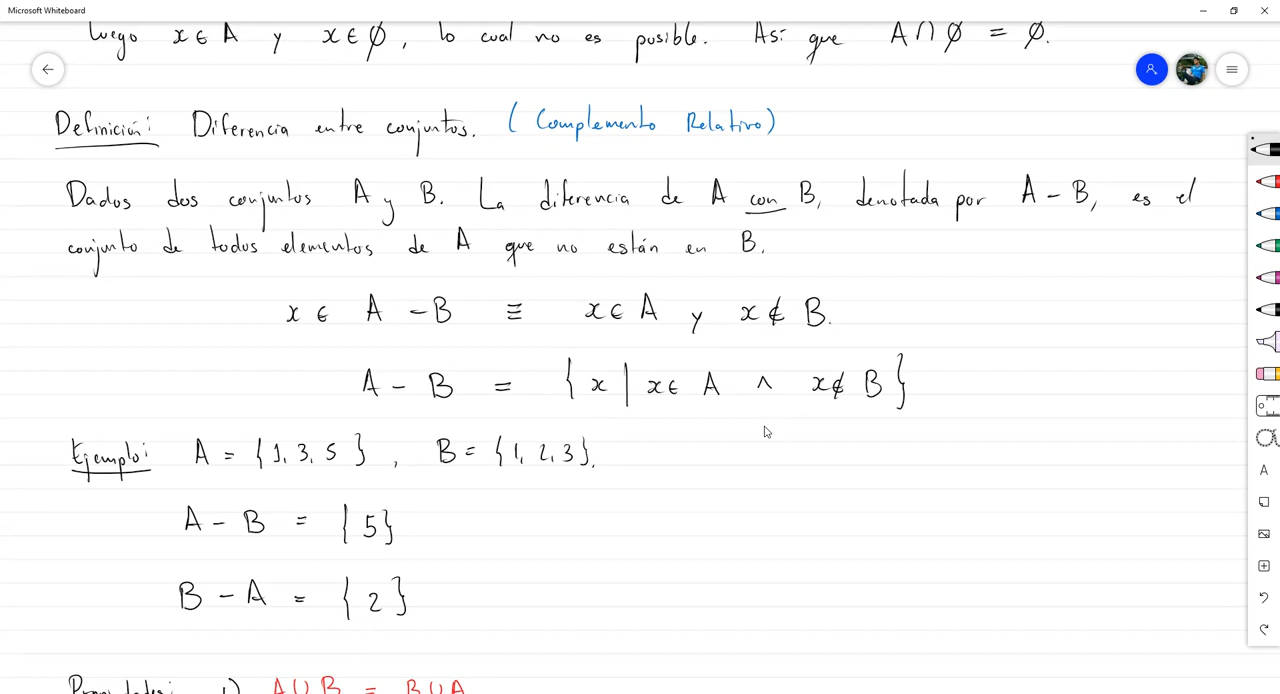 Microsoft Whiteboard
luego x ∈ A y x ∈ ∅, lo cual no es posible. Así que A ∩ ∅ = ∅.
Definición: Diferencia entre conjuntos. (Complemento Relativo)
Dados dos conjuntos A y B. La diferencia de A con B, denotada por A - B, es el
conjunto de todos elementos de A que no están en B.
x ∈ A - B ≡ x ∈ A y x ∉ B.
A - B = {x | x ∈ A ∧ x ∉ B}
Ejemplo: A = {1, 3, 5}, B = {1, 2, 3}.
A - B = {5}
B - A = {2}
Propiedades: 1) A ∪ B = B ∪ A